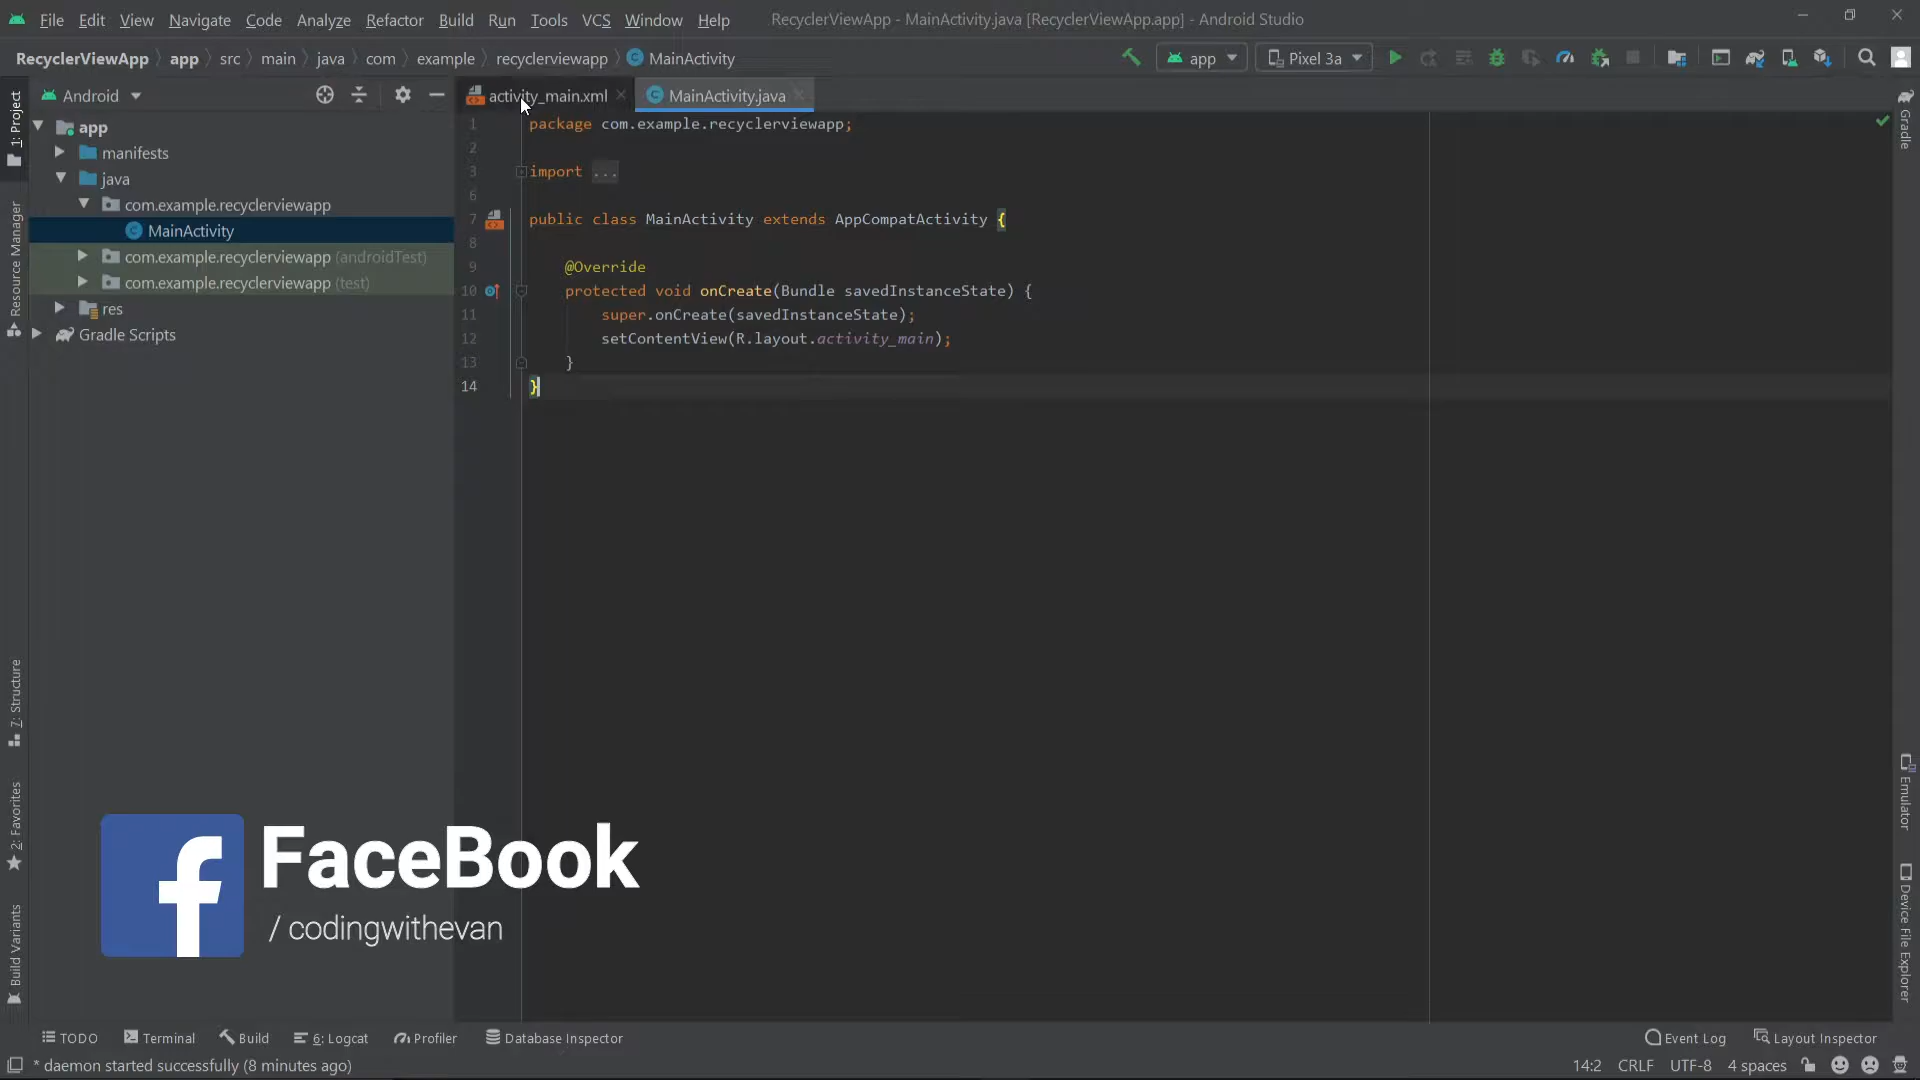 File Edit View Navigate Code Analyze Refactor Build Run Tools VCS Window Help RecyclerViewApp - MainActivity.java [RecyclerViewApp.app] - Android Studio
RecyclerViewApp app src main java com example recyclerviewapp MainActivity app Pixel 3a
Android
activity_main.xml MainActivity.java
1: Project
Resource Manager
7: Structure
2: Favorites
Build Variants
app
manifests
java
com.example.recyclerviewapp
MainActivity
com.example.recyclerviewapp (androidTest)
com.example.recyclerviewapp (test)
res
Gradle Scripts
1 package com.example.recyclerviewapp;
2
3 import ...
6
7 public class MainActivity extends AppCompatActivity {
8
9 @Override
10 protected void onCreate(Bundle savedInstanceState) {
11 super.onCreate(savedInstanceState);
12 setContentView(R.layout.activity_main);
13 }
14 }
Gradle
Emulator
Device File Explorer
f FaceBook
/ codingwithevan
TODO Terminal Build 6: Logcat Profiler Database Inspector Event Log Layout Inspector
* daemon started successfully (8 minutes ago) 14:2 CRLF UTF-8 4 spaces